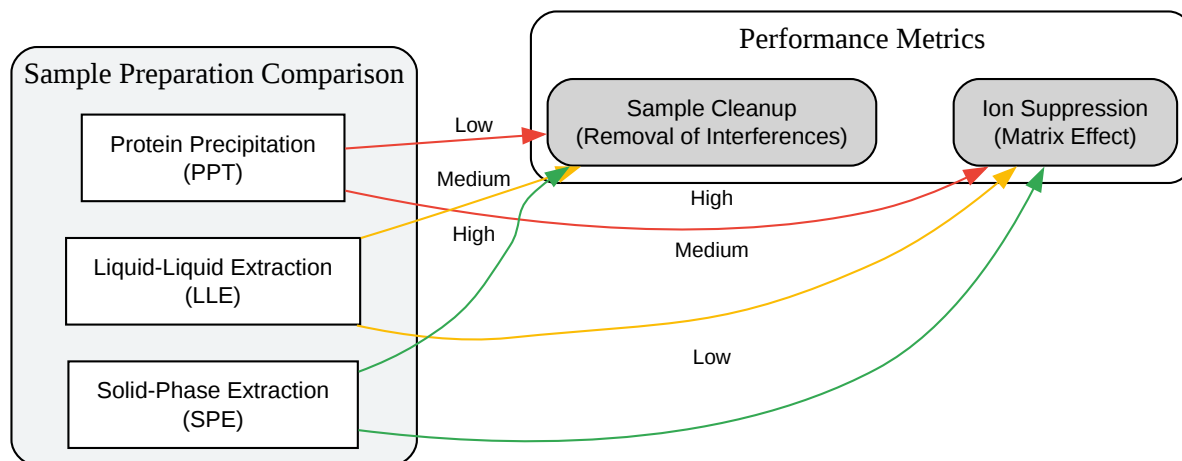 Performance Metrics
Sample Preparation Comparison
Sample Cleanup
(Removal of Interferences)
Ion Suppression
(Matrix Effect)
Protein Precipitation
(PPT)
Low
Medium
High
High
Medium
Liquid-Liquid Extraction
(LLE)
Low
Solid-Phase Extraction
(SPE)